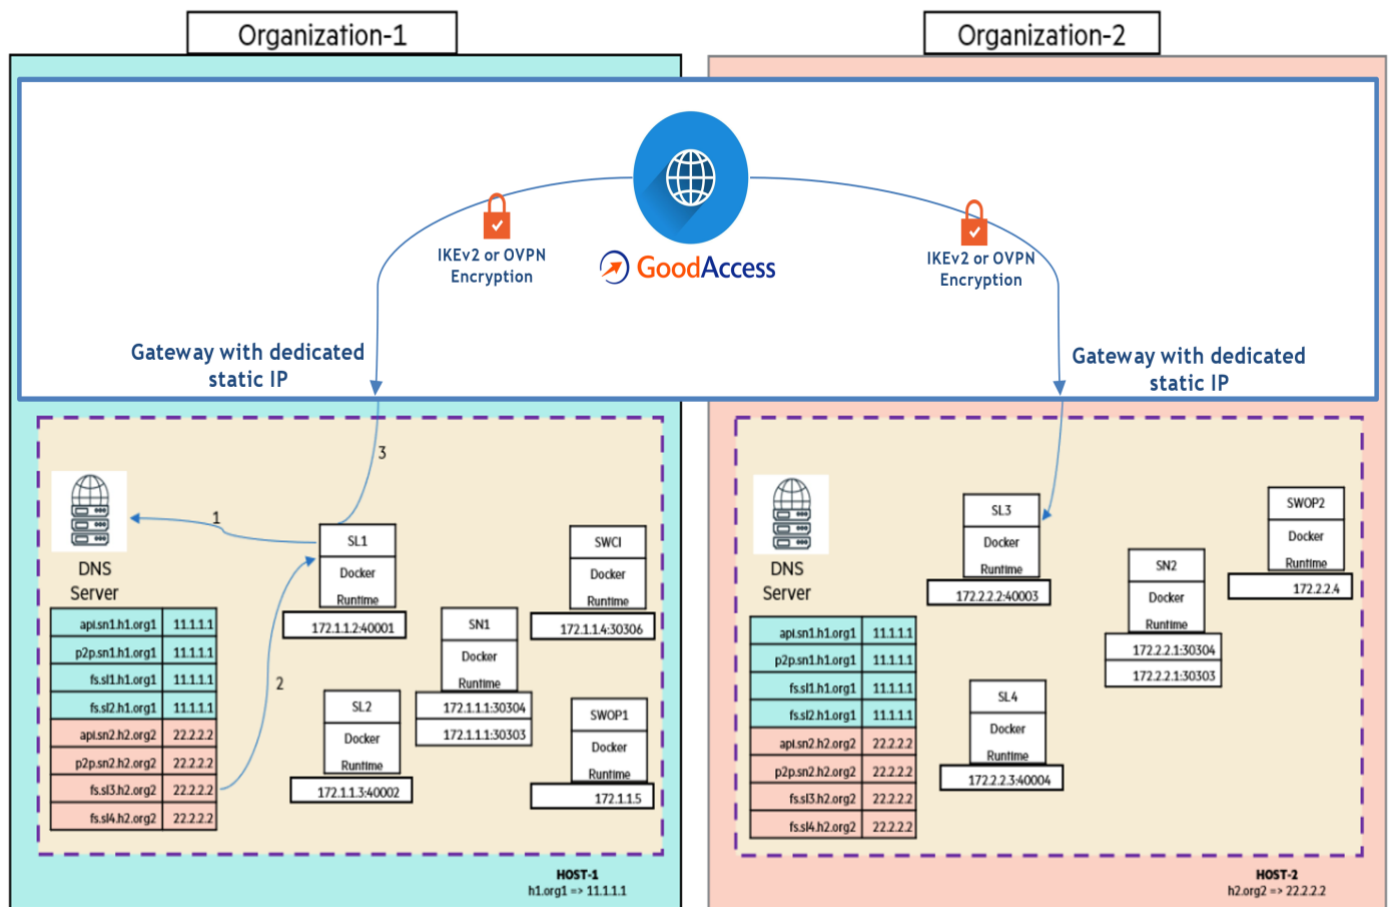 Organization-1
Organization-2
IKEv2 or OVPN
Encryption
GoodAccess
IKEv2 or OVPN
Encryption
Gateway with dedicated
static IP
Gateway with dedicated
static IP
3
1
2
DNS
Server
api.sn1.h1.org1 11.1.1.1
p2p.sn1.h1.org1 11.1.1.1
fs.sl1.h1.org1 11.1.1.1
fs.sl2.h1.org1 11.1.1.1
api.sn2.h2.org2 22.2.2.2
p2p.sn2.h2.org2 22.2.2.2
fs.sl3.h2.org2 22.2.2.2
fs.sl4.h2.org2 22.2.2.2
SL1
Docker
Runtime
172.1.1.2:40001
SL2
Docker
Runtime
172.1.1.3:40002
SN1
Docker
Runtime
172.1.1.1:30304
172.1.1.1:30303
SWCI
Docker
Runtime
172.1.1.4:30306
SWOP1
Docker
Runtime
172.1.1.5
HOST-1
h1.org1 => 11.1.1.1
DNS
Server
api.sn1.h1.org1 11.1.1.1
p2p.sn1.h1.org1 11.1.1.1
fs.sl1.h1.org1 11.1.1.1
fs.sl2.h1.org1 11.1.1.1
api.sn2.h2.org2 22.2.2.2
p2p.sn2.h2.org2 22.2.2.2
fs.sl3.h2.org2 22.2.2.2
fs.sl4.h2.org2 22.2.2.2
SL3
Docker
Runtime
172.2.2.2:40003
SL4
Docker
Runtime
172.2.2.3:40004
SN2
Docker
Runtime
172.2.2.1:30304
172.2.2.1:30303
SWOP2
Docker
Runtime
172.2.2.4
HOST-2
h2.org2 => 22.2.2.2